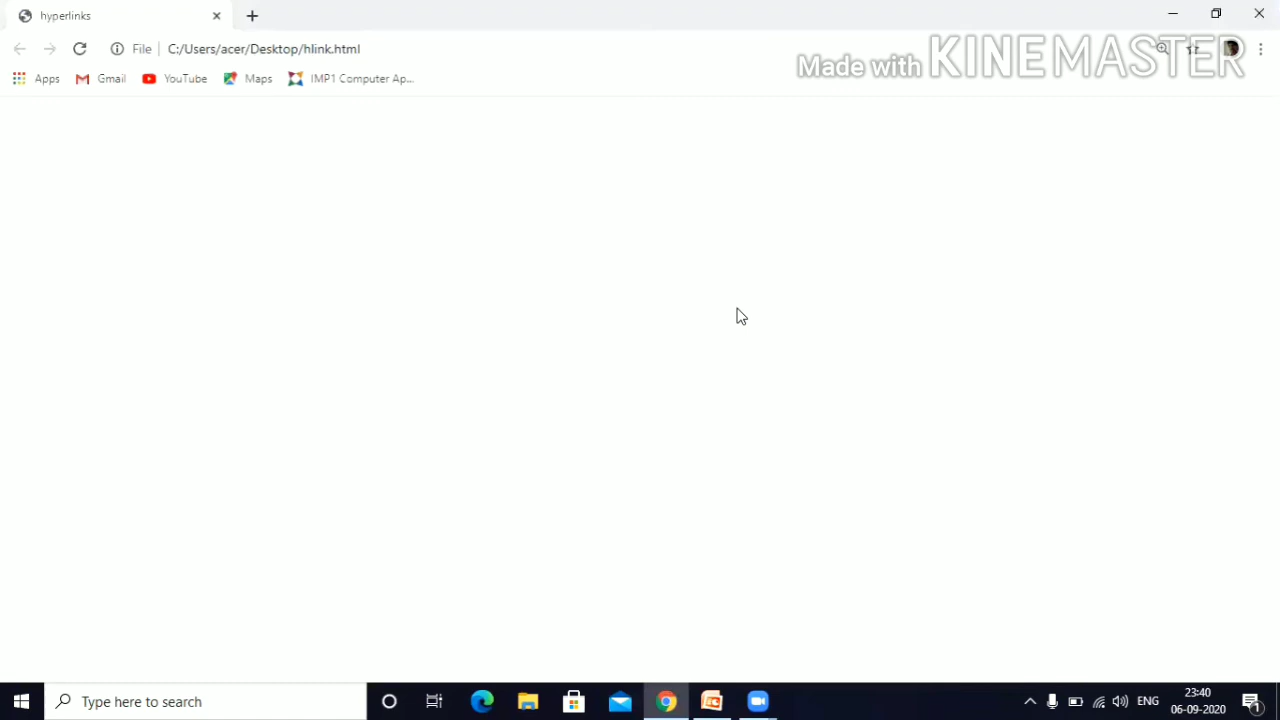 hyperlinks
File C:/Users/acer/Desktop/hlink.html
Made with KINEMASTER
Apps Gmail YouTube Maps IMP1 Computer Ap...
Type here to search
ENG
23:40
06-09-2020
1